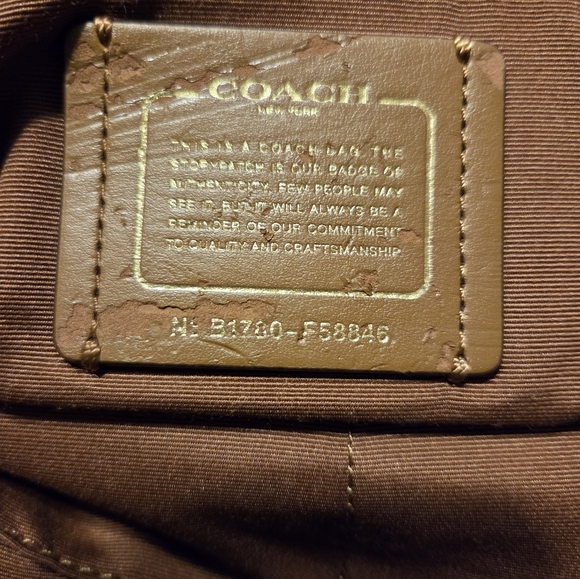 COACH
NEW YORK
THIS IS A COACH BAG. THE
STORYPATCH IS OUR BADGE OF
AUTHENTICITY. FEW PEOPLE MAY
SEE IT, BUT IT WILL ALWAYS BE A
REMINDER OF OUR COMMITMENT
TO QUALITY AND CRAFTSMANSHIP.
Nº B1780-F58846